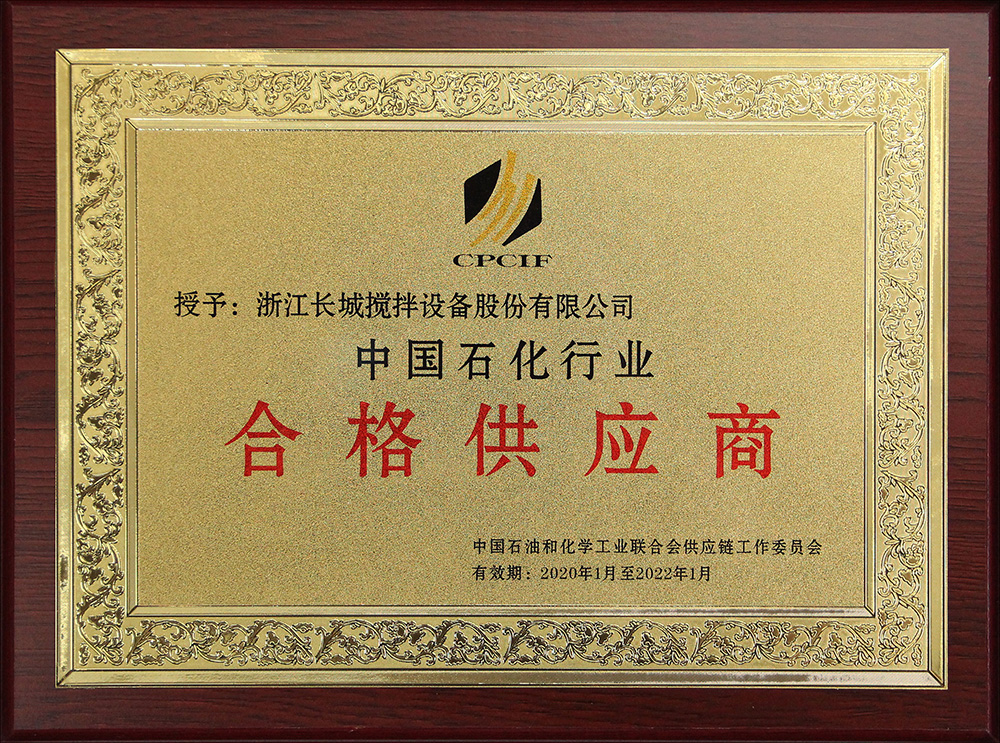 CPCIF
授予：浙江长城搅拌设备股份有限公司
中国石化行业
合格供应商
中国石油和化学工业联合会供应链工作委员会
有效期：2020年1月至2022年1月